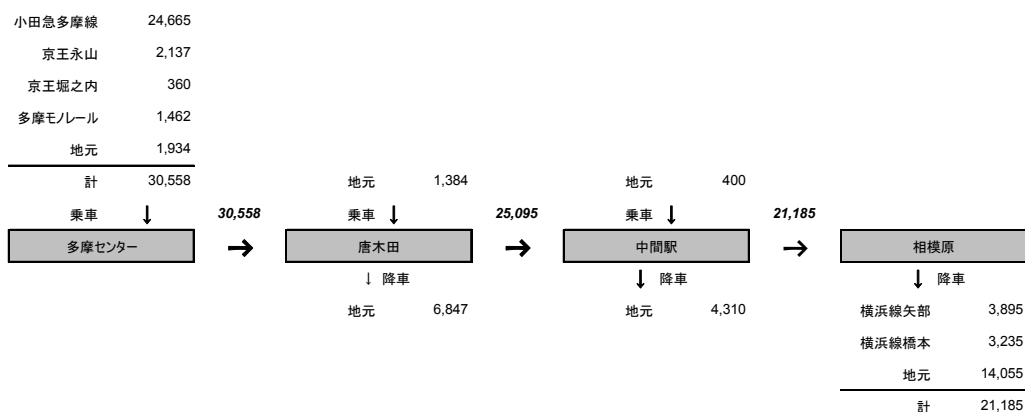 小田急多摩線 24,665
京王永山 2,137
京王堀之内 360
多摩モノレール 1,462
地元 1,934
計 30,558 地元 1,384 地元 400
乗車 ↓ 30,558 乗車 ↓ 25,095 乗車 ↓ 21,185
多摩センター → 唐木田 → 中間駅 → 相模原
↓ 降車 ↓ 降車 ↓ 降車
地元 6,847 地元 4,310 横浜線矢部 3,895
横浜線橋本 3,235
地元 14,055
計 21,185